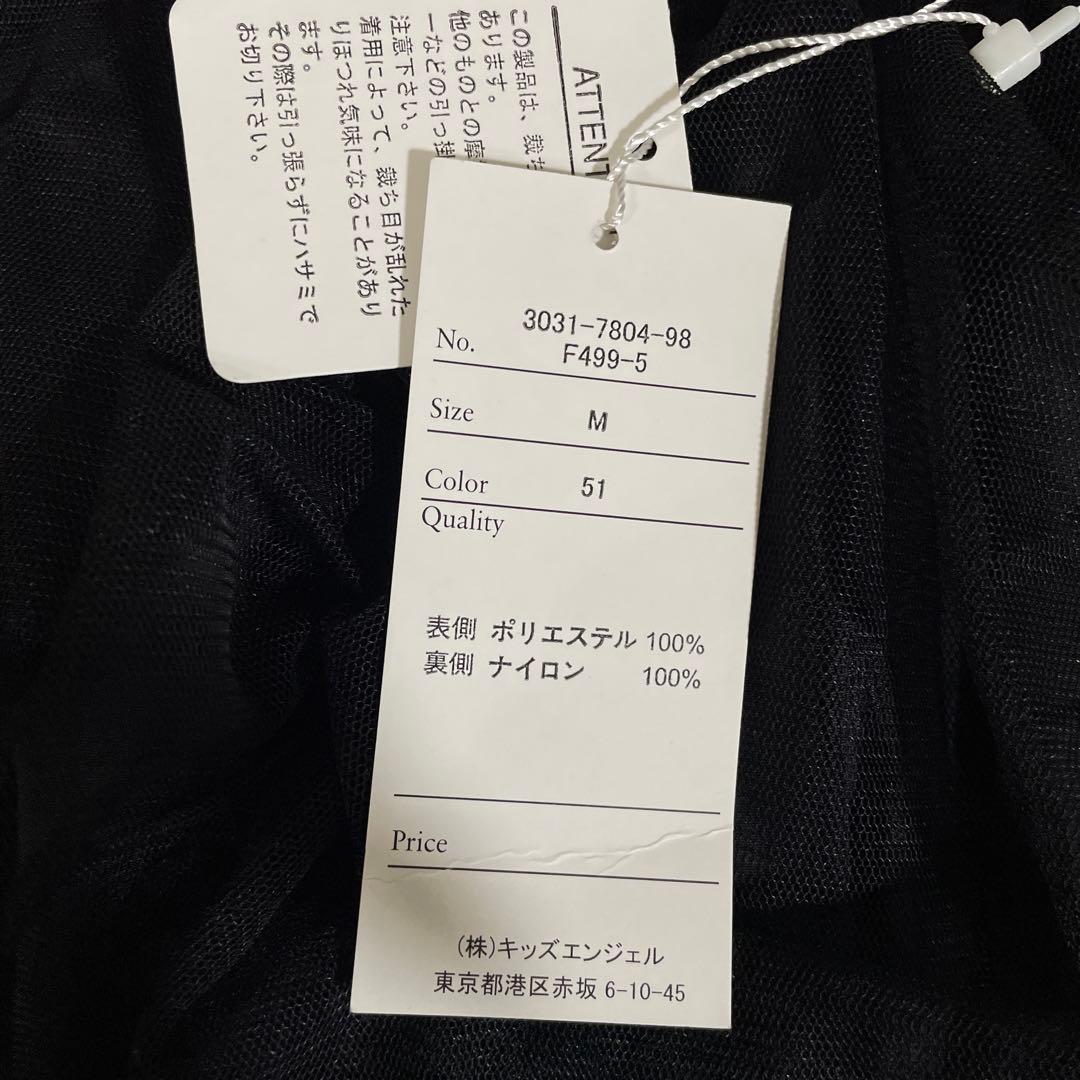 ATTENT
この製品は、裁ち
あります。
他のものとの摩
ーなどの引っ掛
注意下さい。
着用によって、裁ち目が乱れた
りほつれ気味になることがあり
ます。
その際は引っ張らずにハサミで
お切り下さい。
No. 3031-7804-98
F499-5
Size M
Color 51
Quality
表側 ポリエステル 100%
裏側 ナイロン 100%
Price
(株)キッズエンジェル
東京都港区赤坂 6-10-45